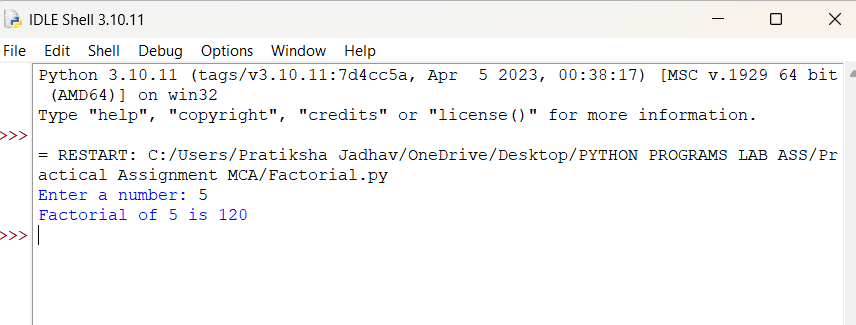 IDLE Shell 3.10.11
File Edit Shell Debug Options Window Help
Python 3.10.11 (tags/v3.10.11:7d4cc5a, Apr  5 2023, 00:38:17) [MSC v.1929 64 bit
 (AMD64)] on win32
Type "help", "copyright", "credits" or "license()" for more information.
>>>
= RESTART: C:/Users/Pratiksha Jadhav/OneDrive/Desktop/PYTHON PROGRAMS LAB ASS/Pr
actical Assignment MCA/Factorial.py
Enter a number: 5
Factorial of 5 is 120
>>>